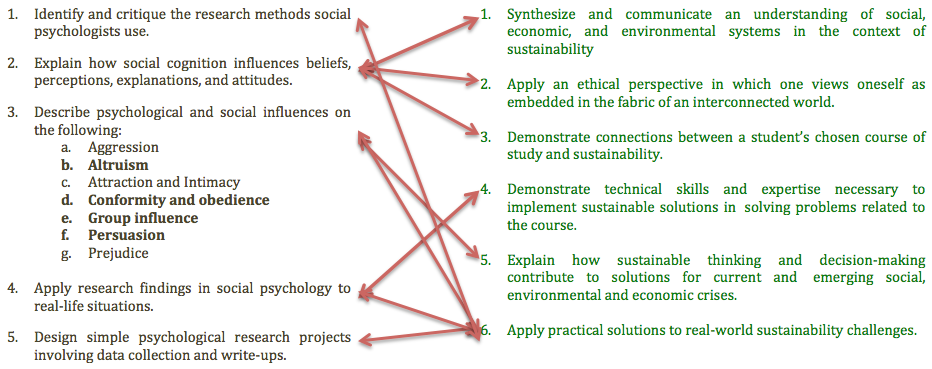 1. Identify and critique the research methods social
psychologists use.
2. Explain how social cognition influences beliefs,
perceptions, explanations, and attitudes.
3. Describe psychological and social influences on
the following:
a. Aggression
b. Altruism
c. Attraction and Intimacy
d. Conformity and obedience
e. Group influence
f. Persuasion
g. Prejudice
4. Apply research findings in social psychology to
real-life situations.
5. Design simple psychological research projects
involving data collection and write-ups.
1. Synthesize and communicate an understanding of social,
economic, and environmental systems in the context of
sustainability
2. Apply an ethical perspective in which one views oneself as
embedded in the fabric of an interconnected world.
3. Demonstrate connections between a student's chosen course of
study and sustainability.
4. Demonstrate technical skills and expertise necessary to
implement sustainable solutions in solving problems related to
the course.
5. Explain how sustainable thinking and decision-making
contribute to solutions for current and emerging social,
environmental and economic crises.
6. Apply practical solutions to real-world sustainability challenges.